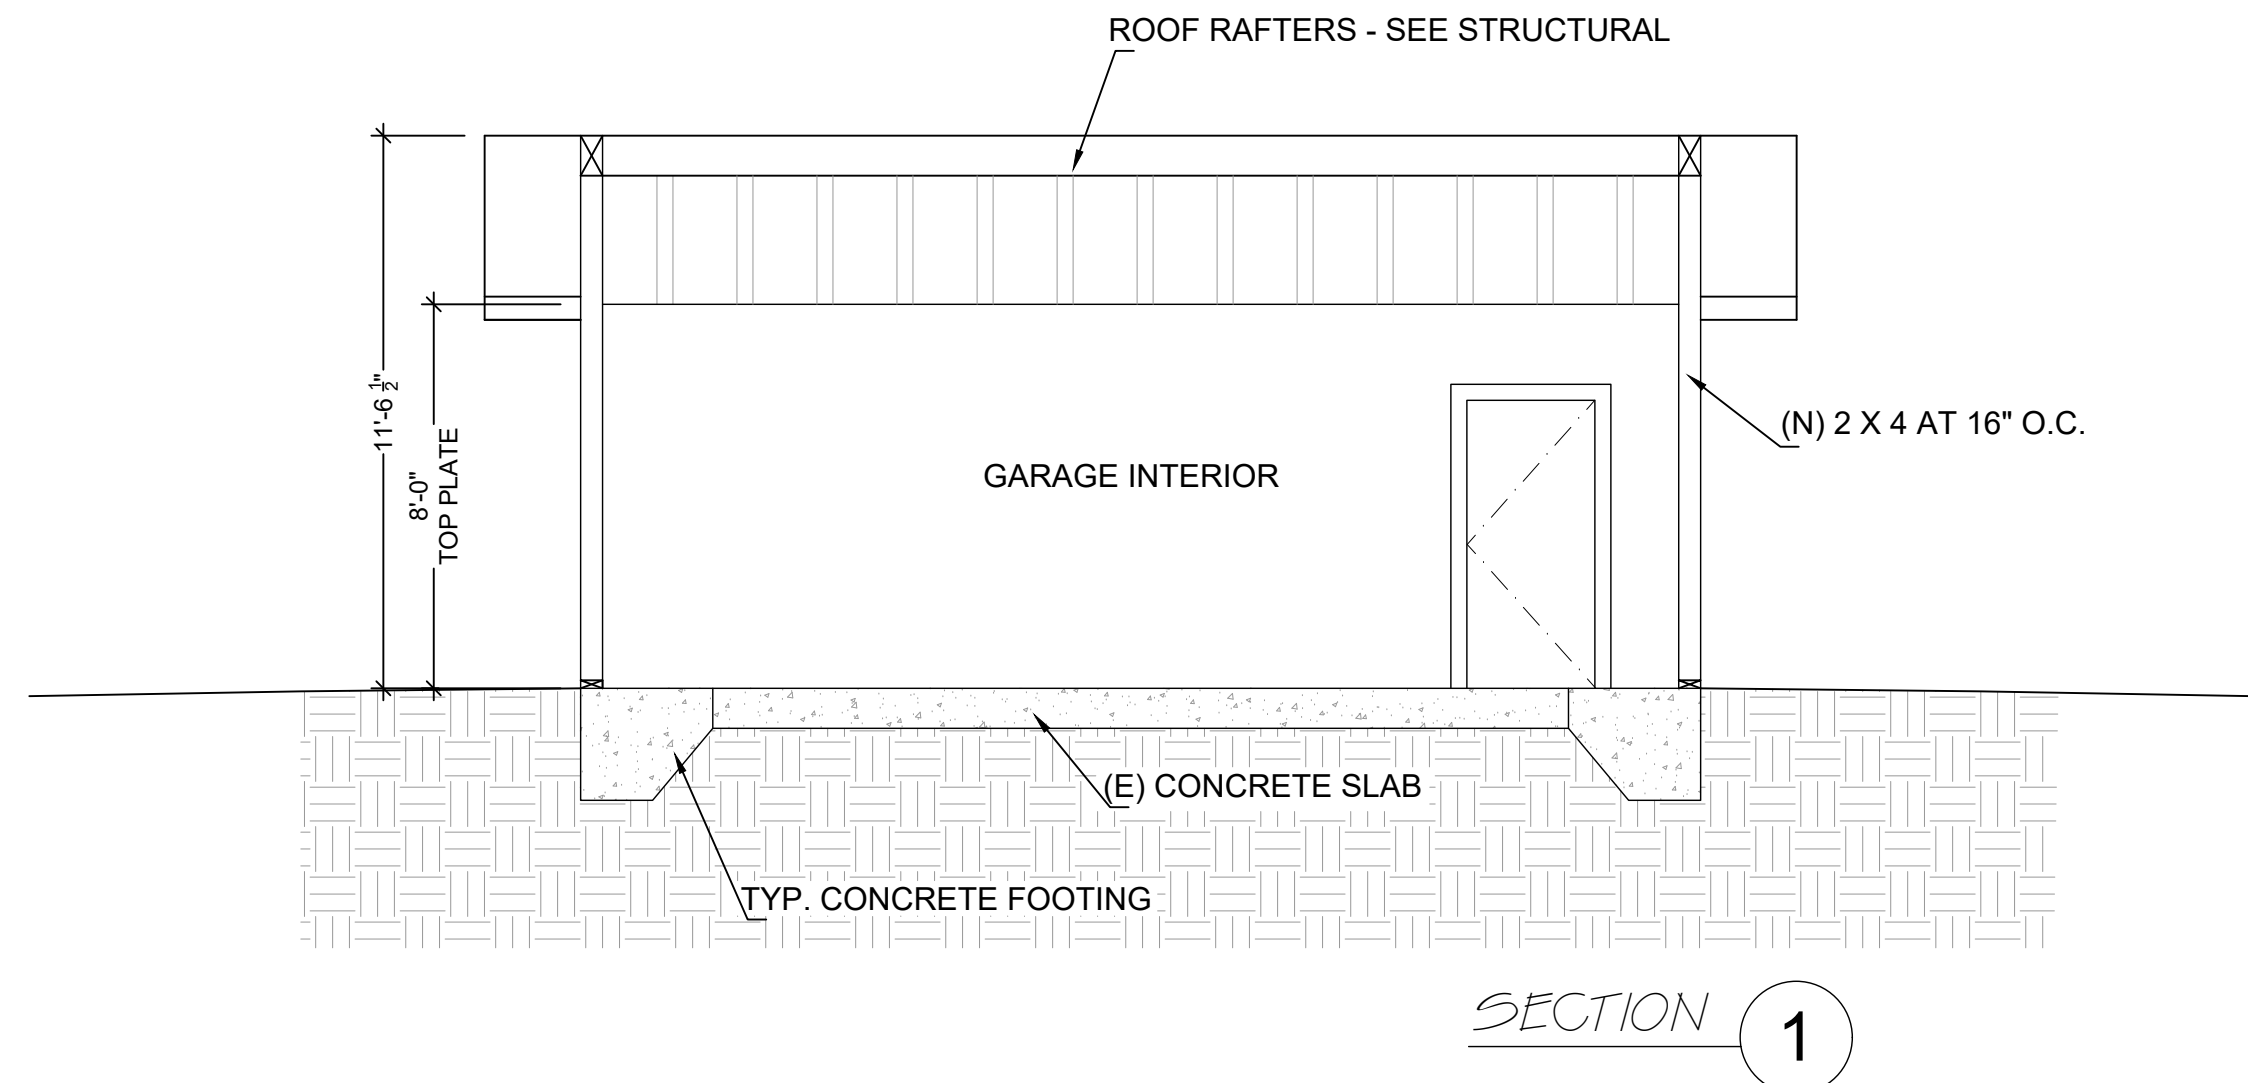 ROOF RAFTERS - SEE STRUCTURAL
11'-6 1/2"
8'-0"
TOP PLATE
(N) 2 X 4 AT 16" O.C.
GARAGE INTERIOR
(E) CONCRETE SLAB
TYP. CONCRETE FOOTING
SECTION 1